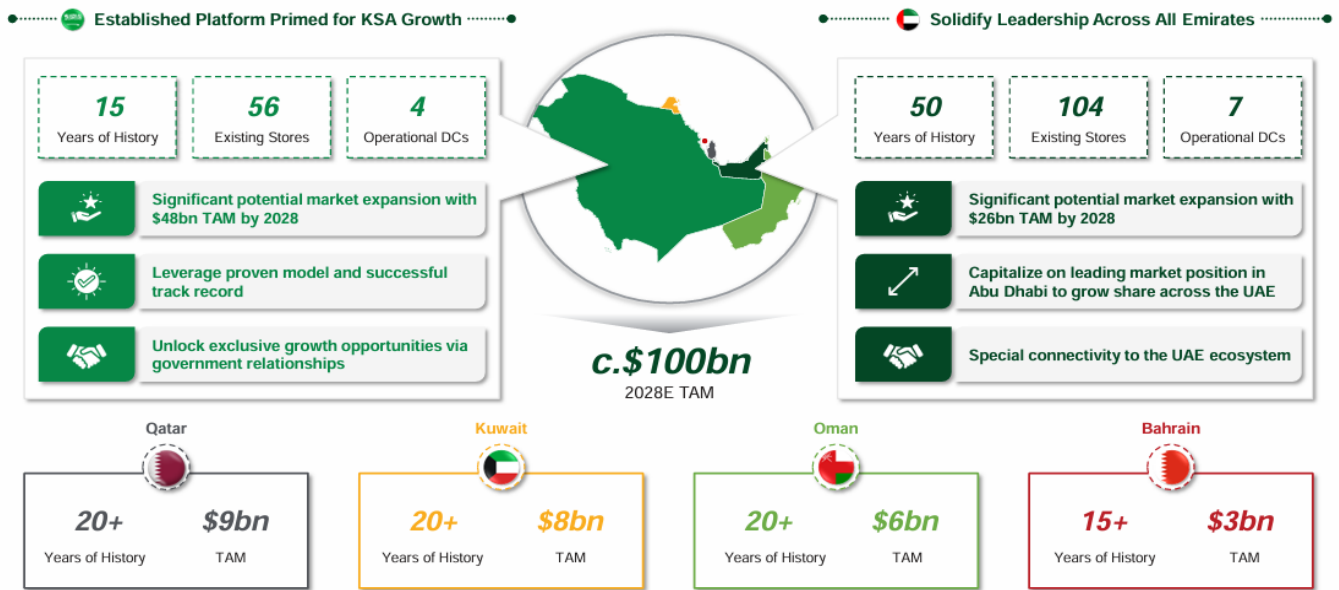 Established Platform Primed for KSA Growth
15
Years of History
56
Existing Stores
4
Operational DCs
Significant potential market expansion with
$48bn TAM by 2028
Leverage proven model and successful
track record
Unlock exclusive growth opportunities via
government relationships
c.$100bn
2028E TAM
Solidify Leadership Across All Emirates
50
Years of History
104
Existing Stores
7
Operational DCs
Significant potential market expansion with
$26bn TAM by 2028
Capitalize on leading market position in
Abu Dhabi to grow share across the UAE
Special connectivity to the UAE ecosystem
Qatar
20+
Years of History
$9bn
TAM
Kuwait
20+
Years of History
$8bn
TAM
Oman
20+
Years of History
$6bn
TAM
Bahrain
15+
Years of History
$3bn
TAM